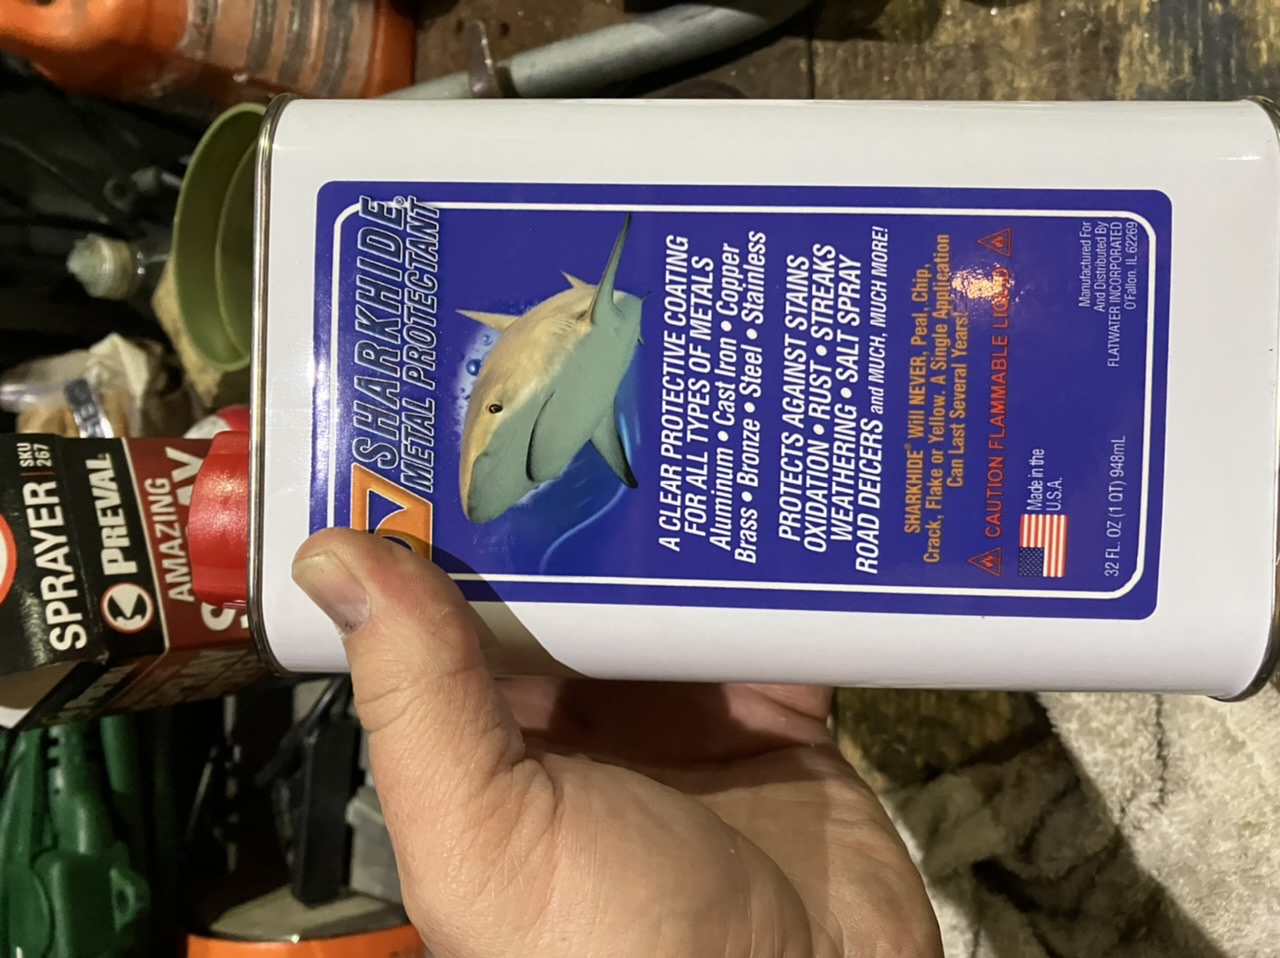 SHARKHIDE®
METAL PROTECTANT
A CLEAR PROTECTIVE COATING
FOR ALL TYPES OF METALS
Aluminum • Cast Iron • Copper
Brass • Bronze • Steel • Stainless
PROTECTS AGAINST STAINS
OXIDATION • RUST • STREAKS
WEATHERING • SALT SPRAY
ROAD DEICERS and MUCH, MUCH MORE!
SHARKHIDE® Will NEVER, Peal, Chip,
Crack, Flake or Yellow. A Single Application
Can Last Several Years!
CAUTION FLAMMABLE LIQUID
Made in the
U.S.A.
Manufactured For
And Distributed By
FLATWATER INCORPORATED
O'Fallon, IL 62269
32 FL. OZ (1 QT) 948mL
SPRAYER
SKU
267
PREVAL
AMAZING